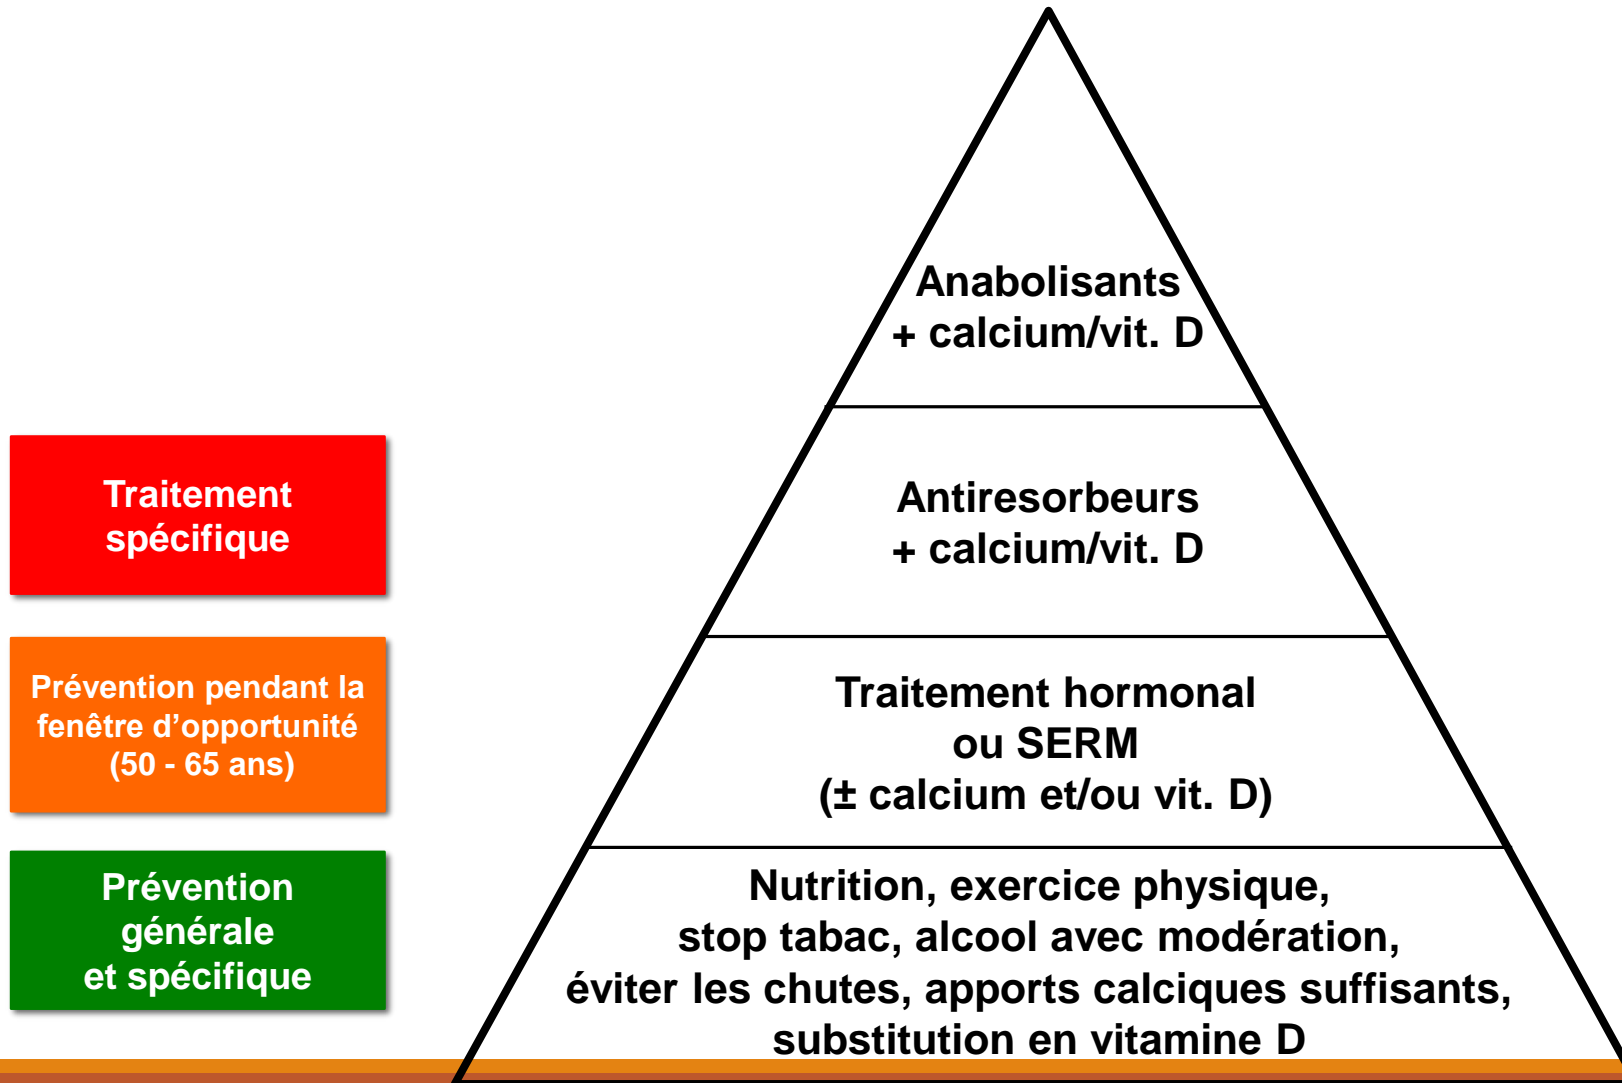 Anabolisants
+ calcium/vit. D
Traitement
spécifique
Antiresorbeurs
+ calcium/vit. D
Prévention pendant la
fenêtre d’opportunité
(50 - 65 ans)
Traitement hormonal
ou SERM
(± calcium et/ou vit. D)
Prévention
générale
et spécifique
Nutrition, exercice physique,
stop tabac, alcool avec modération,
éviter les chutes, apports calciques suffisants,
substitution en vitamine D